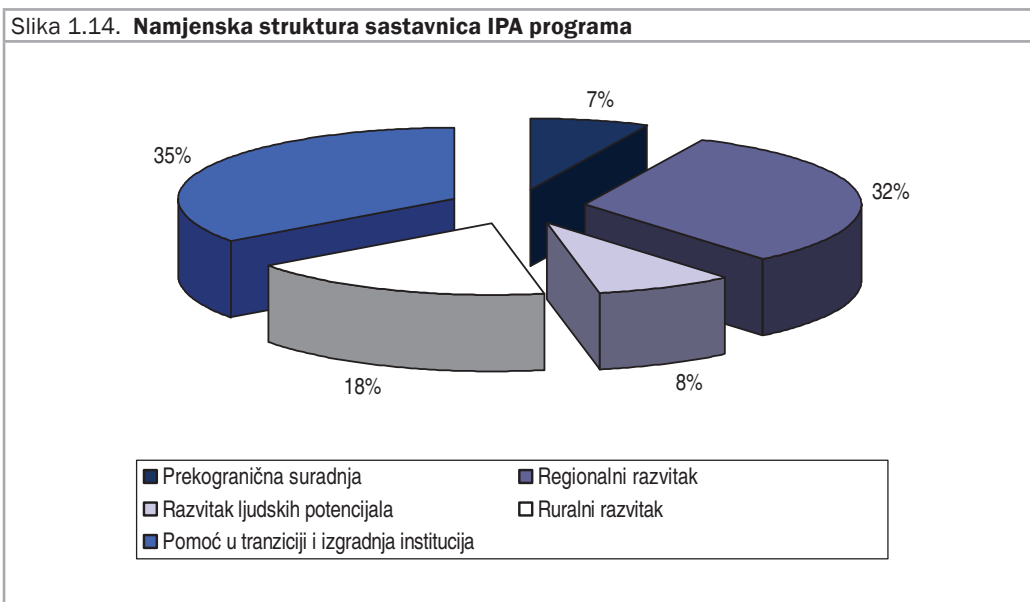 Slika 1.14. Namjenska struktura sastavnica IPA programa
7%
35%
32%
18%
8%
Prekogranična suradnja
Regionalni razvitak
Razvitak ljudskih potencijala
Ruralni razvitak
Pomoć u tranziciji i izgradnja institucija